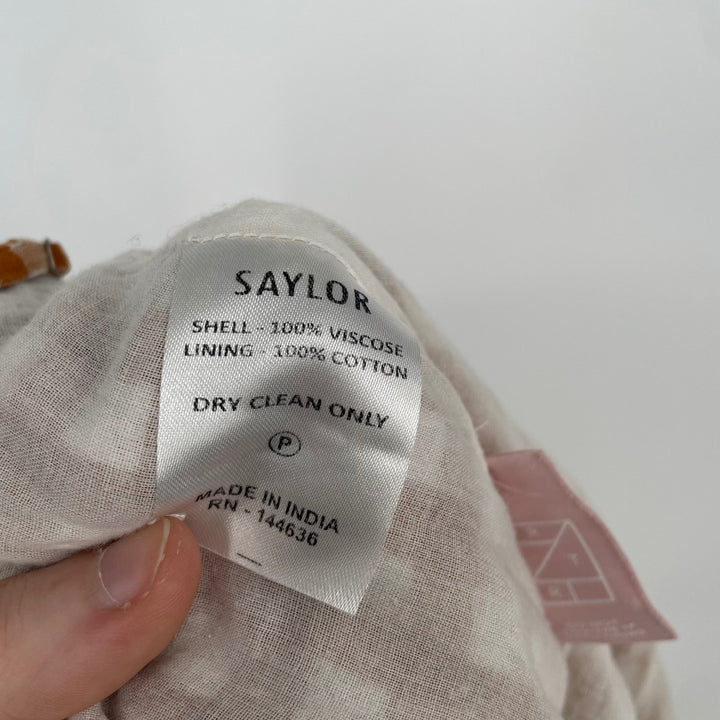 SAYLOR
SHELL - 100% VISCOSE
LINING - 100% COTTON
DRY CLEAN ONLY
P
MADE IN INDIA
RN - 144636
R
T
R